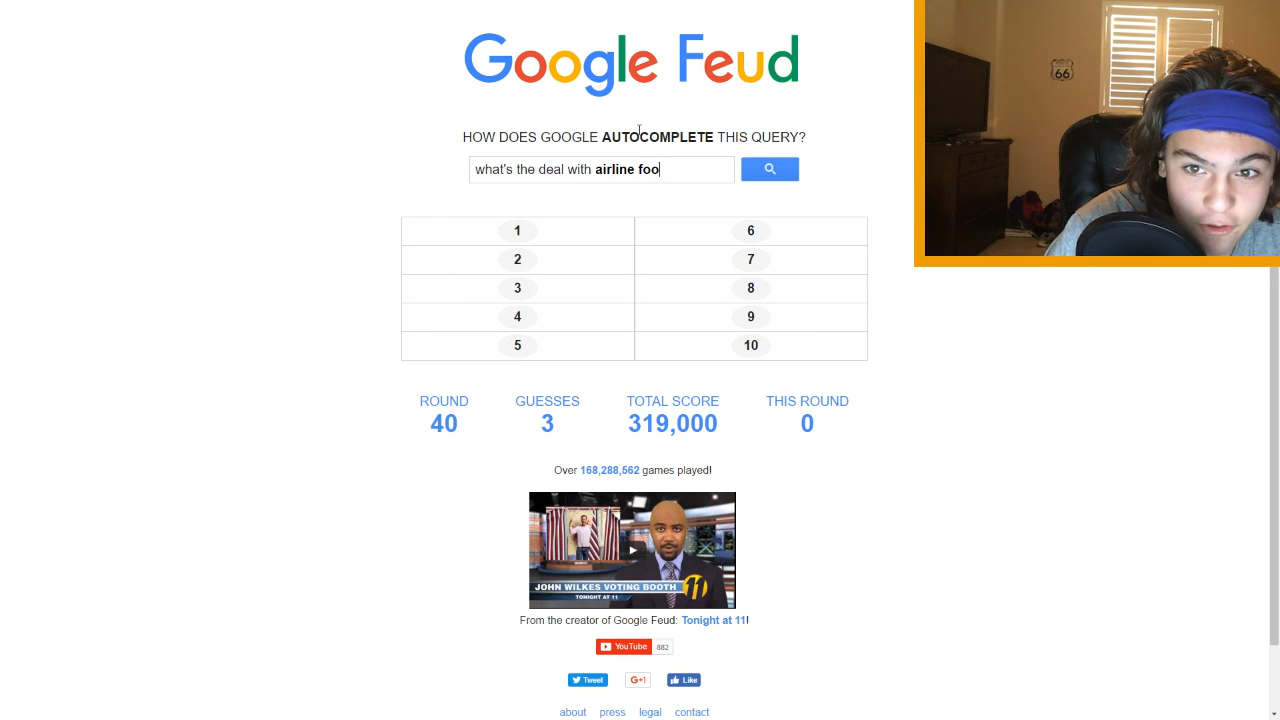 Google Feud
66
HOW DOES GOOGLE AUTOCOMPLETE THIS QUERY?
what's the deal with airline foo
1 6
2 7
3 8
4 9
5 10
ROUND GUESSES TOTAL SCORE THIS ROUND
40 3 319,000 0
Over 168,288,562 games played!
11
JOHN WILKES VOTING BOOTH
TONIGHT AT 11
From the creator of Google Feud: Tonight at 11!
YouTube 882
Tweet G+1 Like
about press legal contact